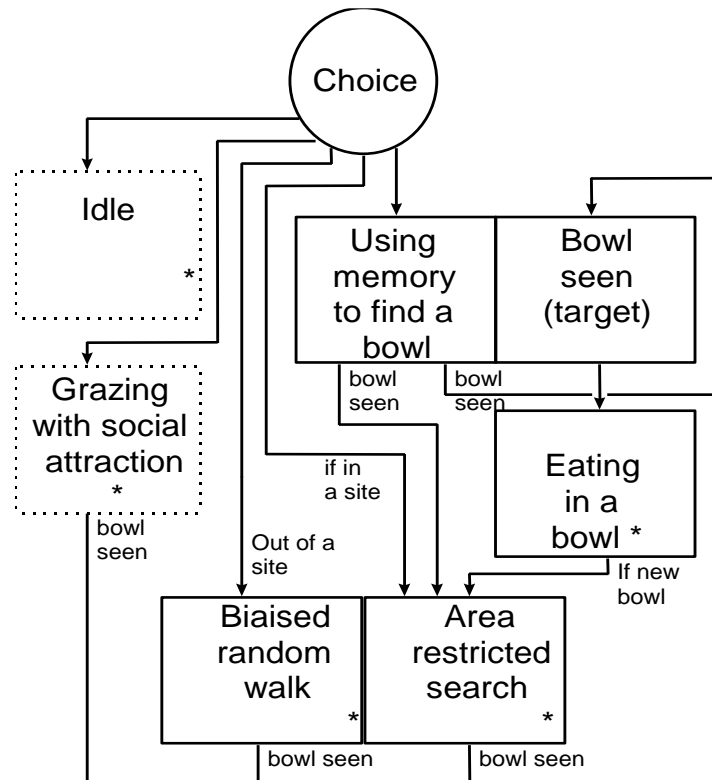 Choice
Idle
*
Using
memory
to find a
bowl
Bowl
seen
(target)
bowl
seen
bowl
seen
Grazing
with social
attraction
*
bowl
seen
if in
a site
Out of a
site
Eating
in a
bowl *
If new
bowl
Biaised
random
walk
*
Area
restricted
search
*
bowl seen
bowl seen